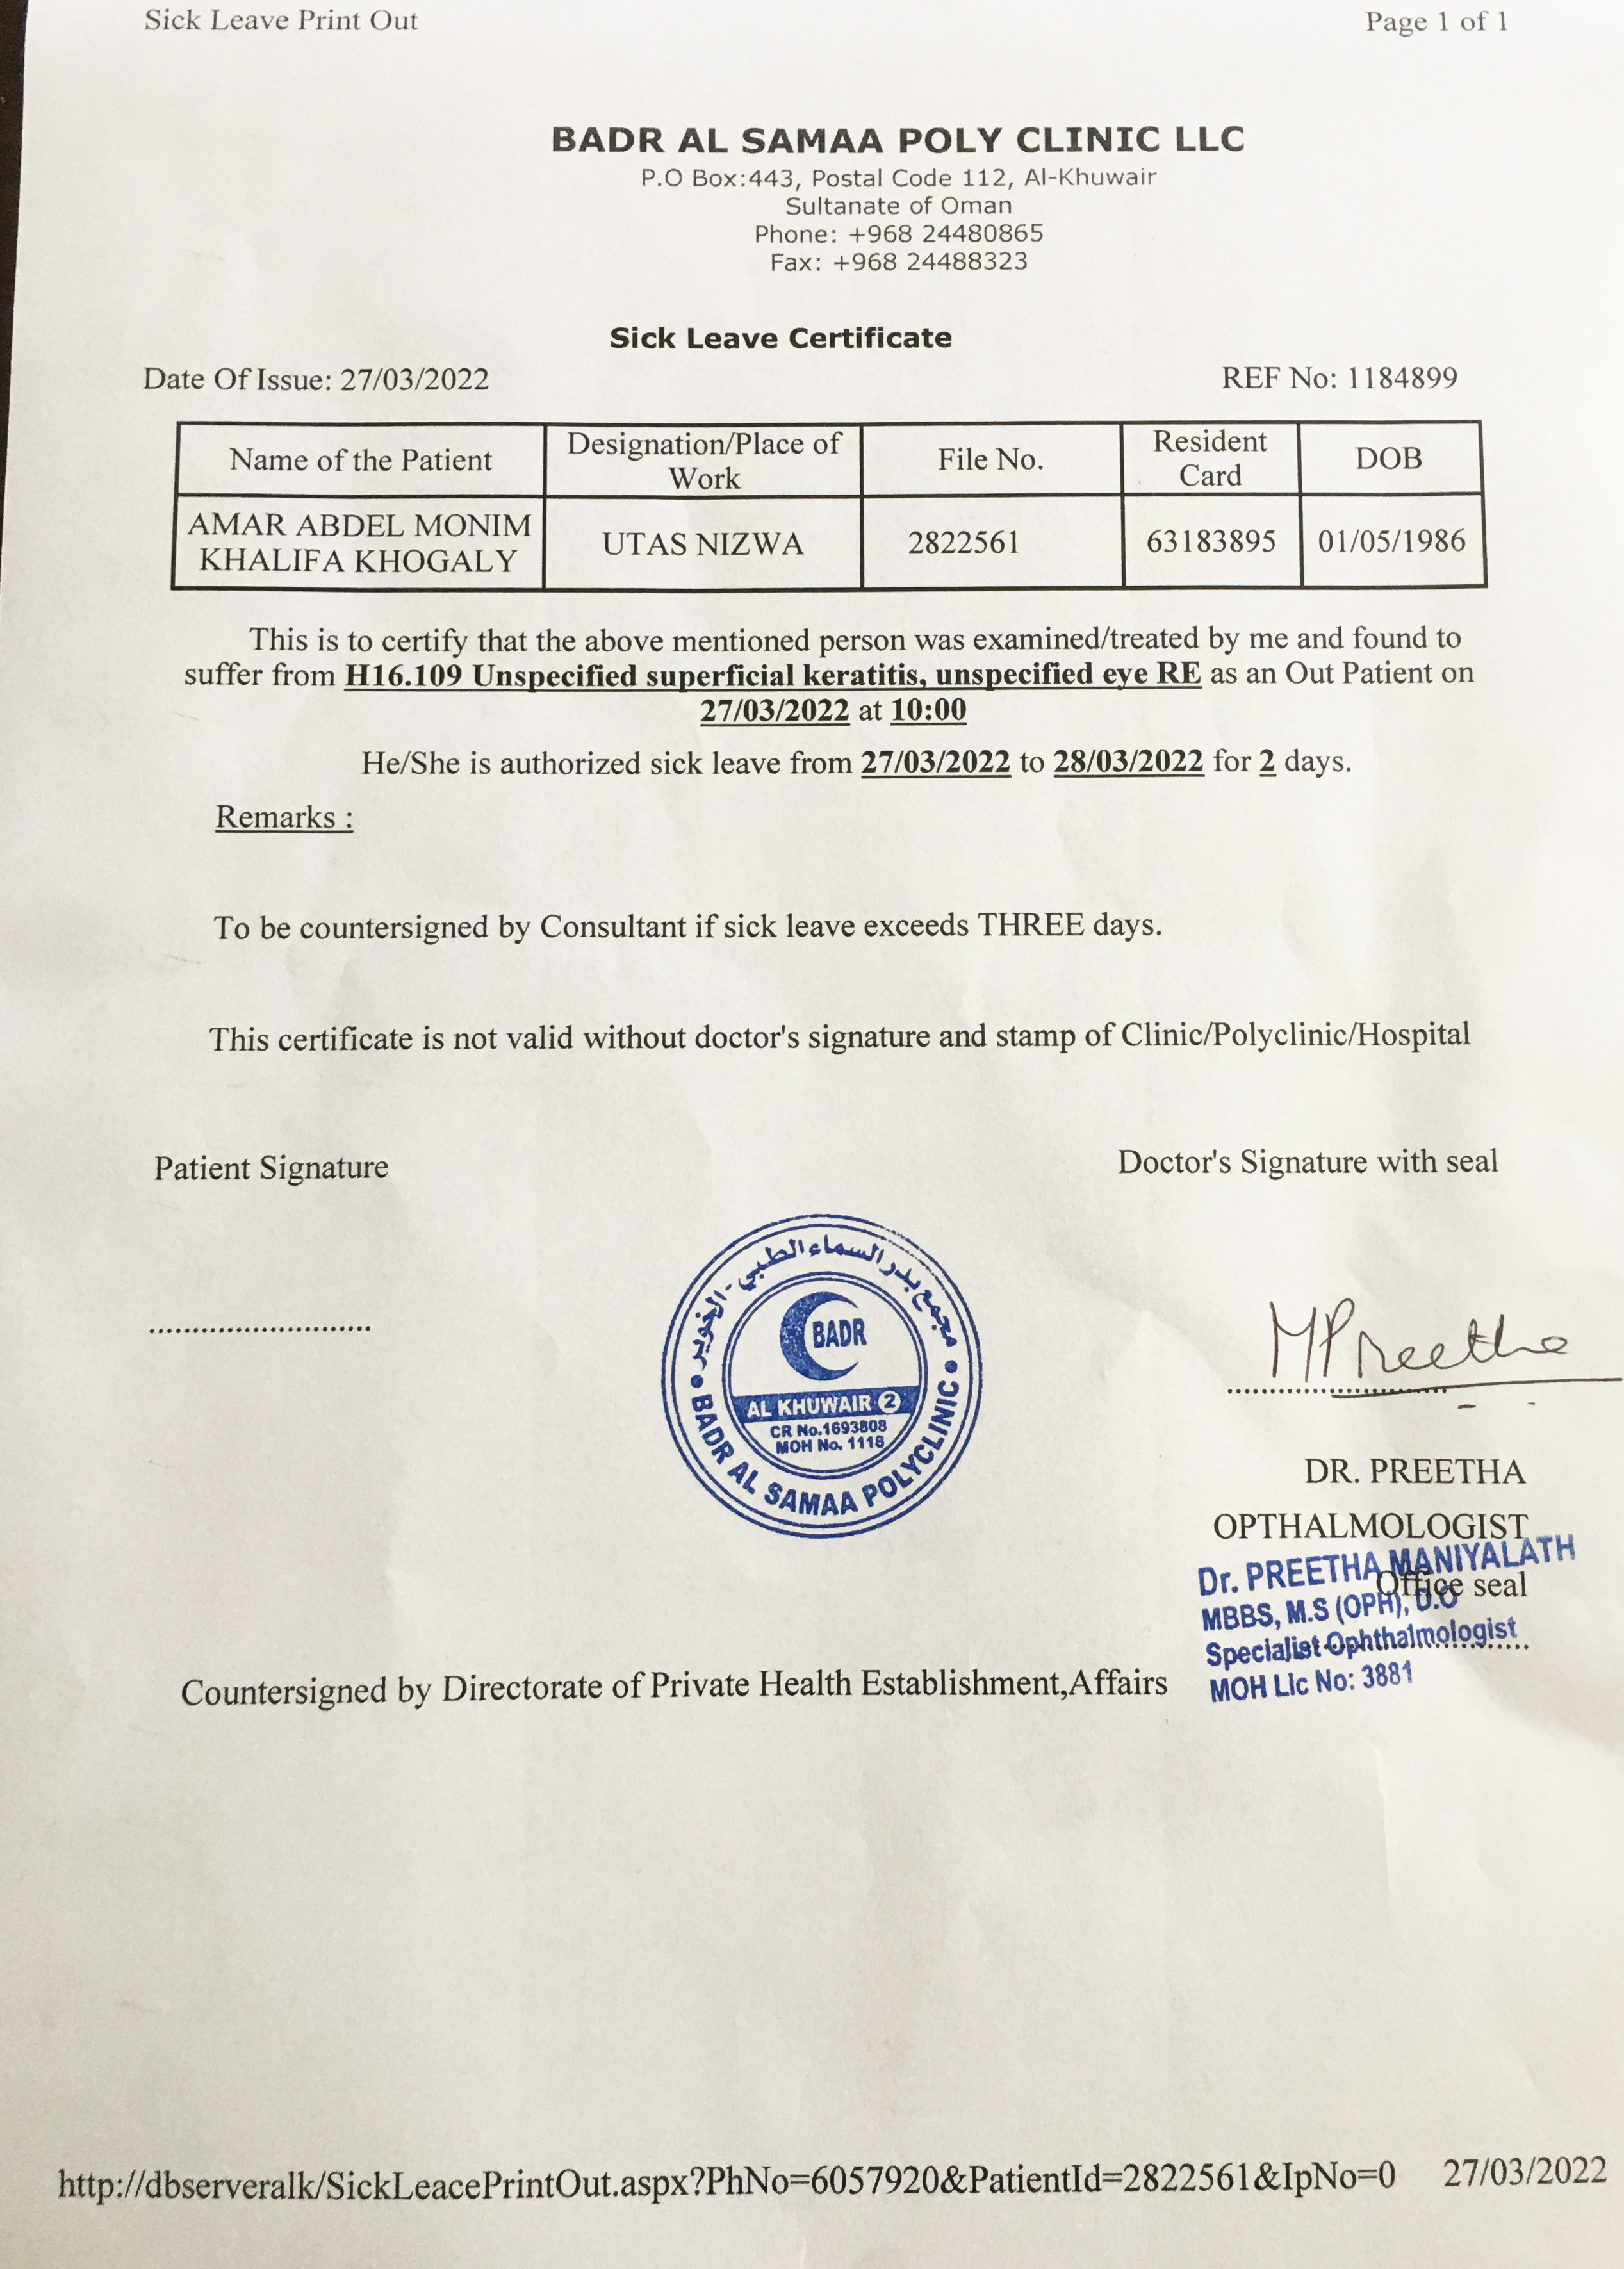 Sick Leave Print Out
Page 1 of 1
BADR AL SAMAA POLY CLINIC LLC
P.O Box:443, Postal Code 112, Al-Khuwair
Sultanate of Oman
Phone: +968 24480865
Fax: +968 24488323
Sick Leave Certificate
Date Of Issue: 27/03/2022
REF No: 1184899
Name of the Patient
Designation/Place of
Work
File No.
Resident
Card
DOB
AMAR ABDEL MONIM
KHALIFA KHOGALY
UTAS NIZWA
2822561
63183895
01/05/1986
This is to certify that the above mentioned person was examined/treated by me and found to
suffer from H16.109 Unspecified superficial keratitis, unspecified eye RE as an Out Patient on
27/03/2022 at 10:00
He/She is authorized sick leave from 27/03/2022 to 28/03/2022 for 2 days.
Remarks :
To be countersigned by Consultant if sick leave exceeds THREE days.
This certificate is not valid without doctor's signature and stamp of Clinic/Polyclinic/Hospital
Patient Signature
Doctor's Signature with seal
مجمع بدر السماء الطبي - الخوير
BADR
AL KHUWAIR 2
CR No.1693808
MOH No. 1118
BADR AL SAMAA POLYCLINIC
MPreetha
DR. PREETHA
OPTHALMOLOGIST
Dr. PREETHA MANIYALATH
Office seal
MBBS, M.S (OPH), D.O
Specialist Ophthalmologist
MOH Lic No: 3881
Countersigned by Directorate of Private Health Establishment,Affairs
http://dbserveralk/SickLeacePrintOut.aspx?PhNo=6057920&PatientId=2822561&IpNo=0
27/03/2022